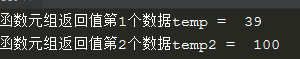 函数元组返回值第1个数据temp =  39
函数元组返回值第2个数据temp2 =  100